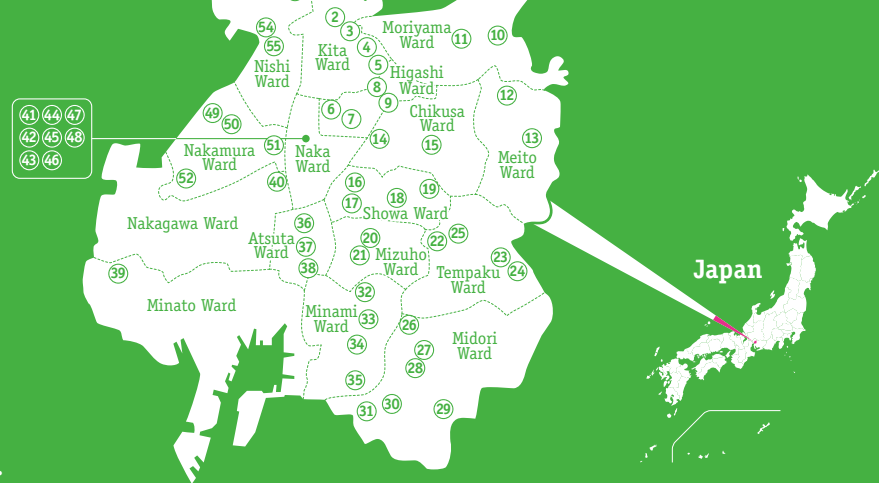 54
55
2
3
4
5
Moriyama
Ward
11
10
Kita
Ward
Nishi
Ward
Higashi
Ward
8
9
12
41 44 47
42 45 48
43 46
49
50
6
7
Chikusa
Ward
14
15
13
Meito
Ward
51
Nakamura
Ward
Naka
Ward
52
40
16
17
18
19
Showa Ward
Nakagawa Ward
36
Atsuta
Ward
37
38
20
21
Mizuho
Ward
22
25
23
24
Tempaku
Ward
39
Minato Ward
32
Minami
Ward
33
34
35
26
Midori
Ward
27
28
31
30
29
Japan